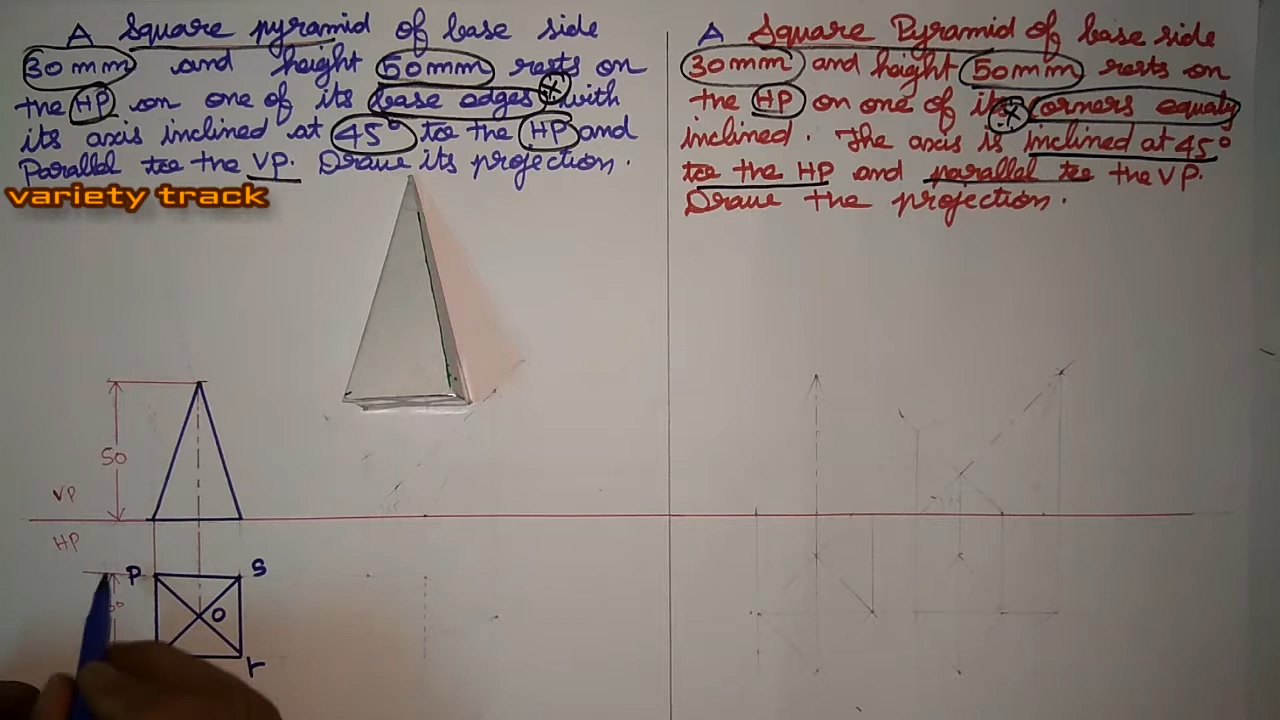 A Square pyramid of base side
30mm and height 50mm rests on
the HP on one of its base edges with
its axis inclined at 45° to the HP and
Parallel to the VP. Draw its projection.
variety track
A Square Pyramid of base side
30mm and height 50mm rests on
the HP on one of its corners equaly
inclined. The axis is inclined at 45°
to the HP and parallel to the VP.
Draw the projection.
50
VP
HP
P
S
O
r